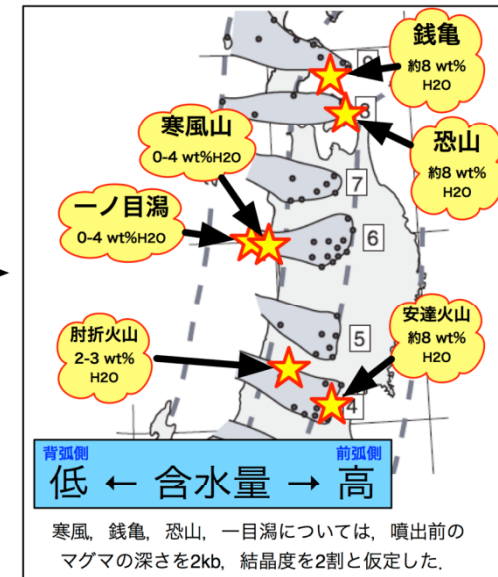 銭亀
約8 wt%
H2O
寒風山
0-4 wt%H2O
恐山
約8 wt%
H2O
一ノ目潟
0-4 wt%H2O
8
7
6
5
4
肘折火山
2-3 wt%
H2O
安達火山
約8 wt%
H2O
背弧側
前弧側
低 ← 含水量 → 高
寒風, 銭亀, 恐山, 一目潟については, 噴出前の
マグマの深さを2kb, 結晶度を2割と仮定した.